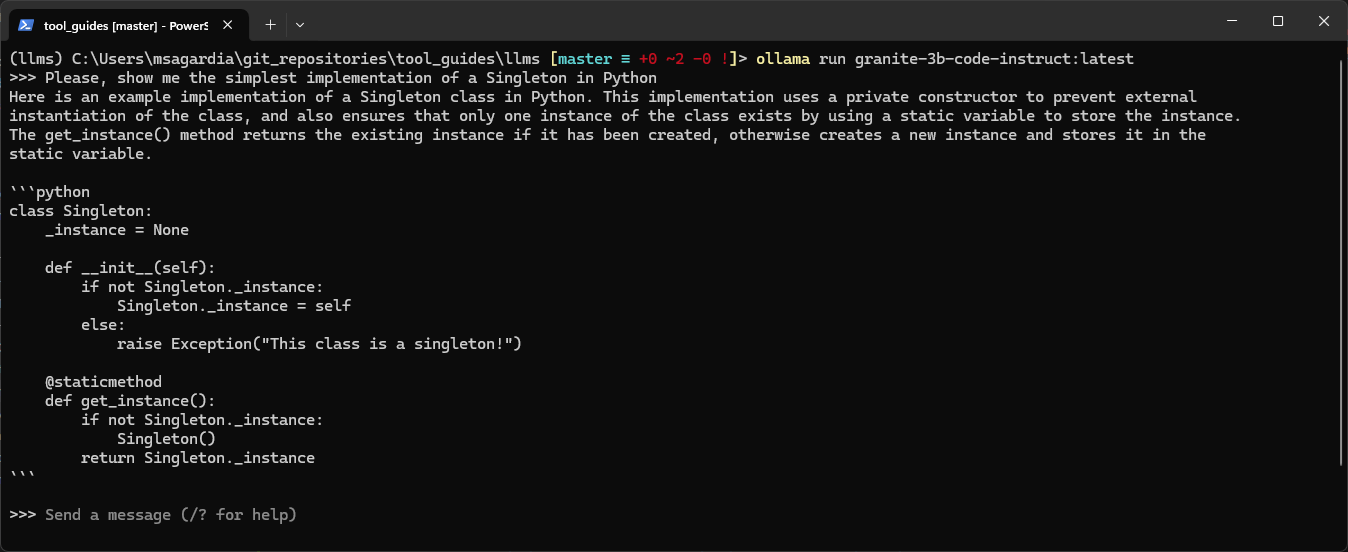 tool_guides [master] - PowerS
(llms) C:\Users\msagardia\git_repositories\tool_guides\llms [master ≡ +0 ~2 -0 !]> ollama run granite-3b-code-instruct:latest
>>> Please, show me the simplest implementation of a Singleton in Python
Here is an example implementation of a Singleton class in Python. This implementation uses a private constructor to prevent external
instantiation of the class, and also ensures that only one instance of the class exists by using a static variable to store the instance.
The get_instance() method returns the existing instance if it has been created, otherwise creates a new instance and stores it in the
static variable.

```python
class Singleton:
    _instance = None

    def __init__(self):
        if not Singleton._instance:
            Singleton._instance = self
        else:
            raise Exception("This class is a singleton!")

    @staticmethod
    def get_instance():
        if not Singleton._instance:
            Singleton()
        return Singleton._instance
```

>>> Send a message (/? for help)